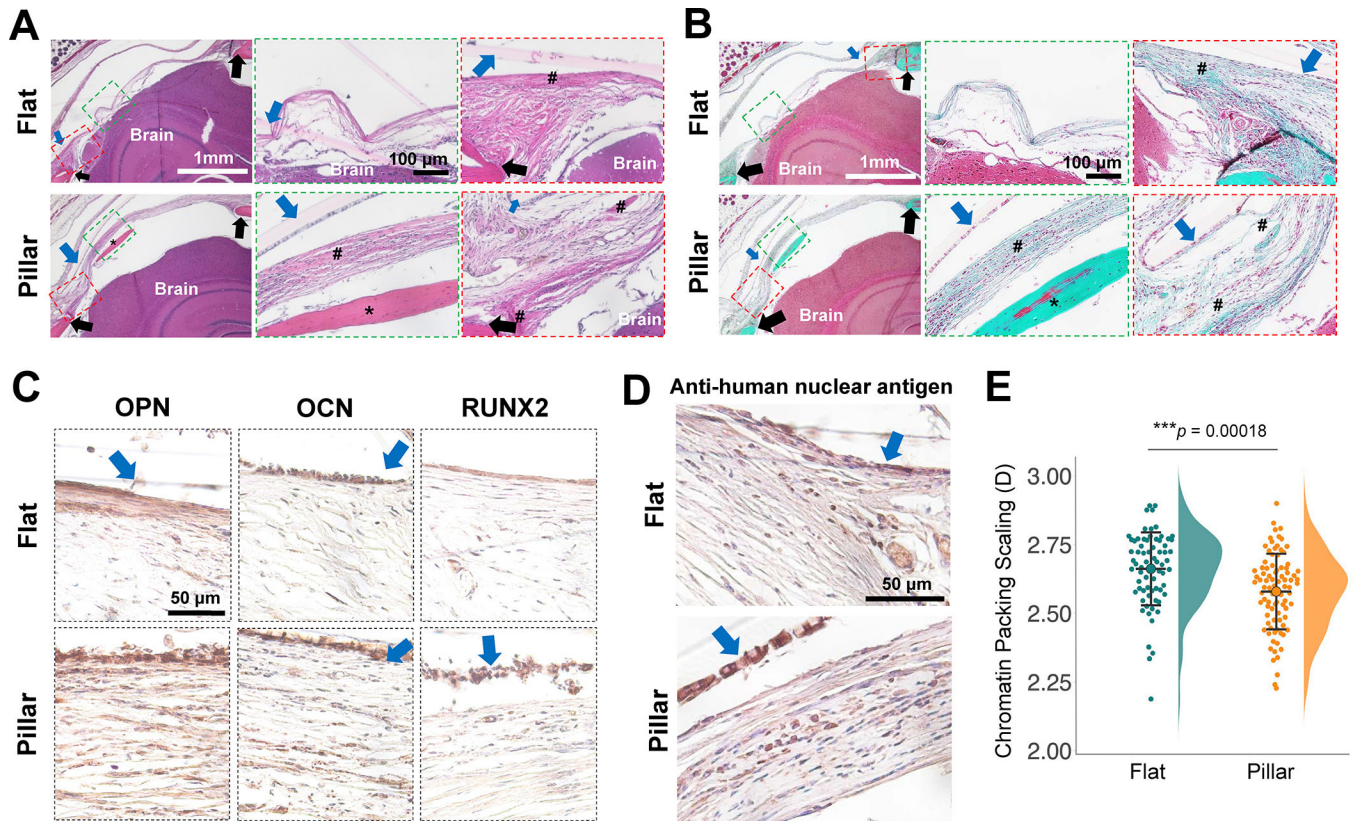 A
Flat
Brain
1mm
Brain
100 µm
#
Brain
Pillar
*
Brain
#
*
#
#
Brain
B
Flat
Brain
1mm
100 µm
#
Pillar
Brain
#
*
#
#
C
OPN
OCN
RUNX2
Flat
50 µm
Pillar
D
Anti-human nuclear antigen
Flat
50 µm
Pillar
E
***p = 0.00018
Chromatin Packing Scaling (D)
3.00
2.75
2.50
2.25
2.00
Flat
Pillar